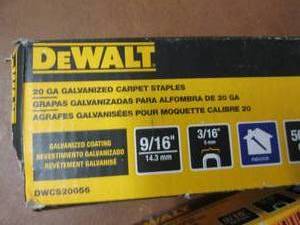 DEWALT
20 GA GALVANIZED CARPET STAPLES
GRAPAS GALVANIZADAS PARA ALFOMBRA DE 20 GA
AGRAFES GALVANISÉES POUR MOQUETTE CALIBRE 20
GALVANIZED COATING
REVESTIMIENTO GALVANIZADO
REVÊTEMENT GALVANISÉ
9/16"
14.3 mm
3/16"
5 mm
DWCS20056